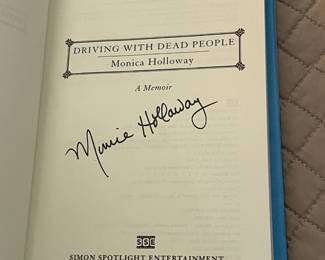 DRIVING WITH DEAD PEOPLE
Monica Holloway
A Memoir
Monica Holloway
SSE
SIMON SPOTLIGHT ENTERTAINMENT